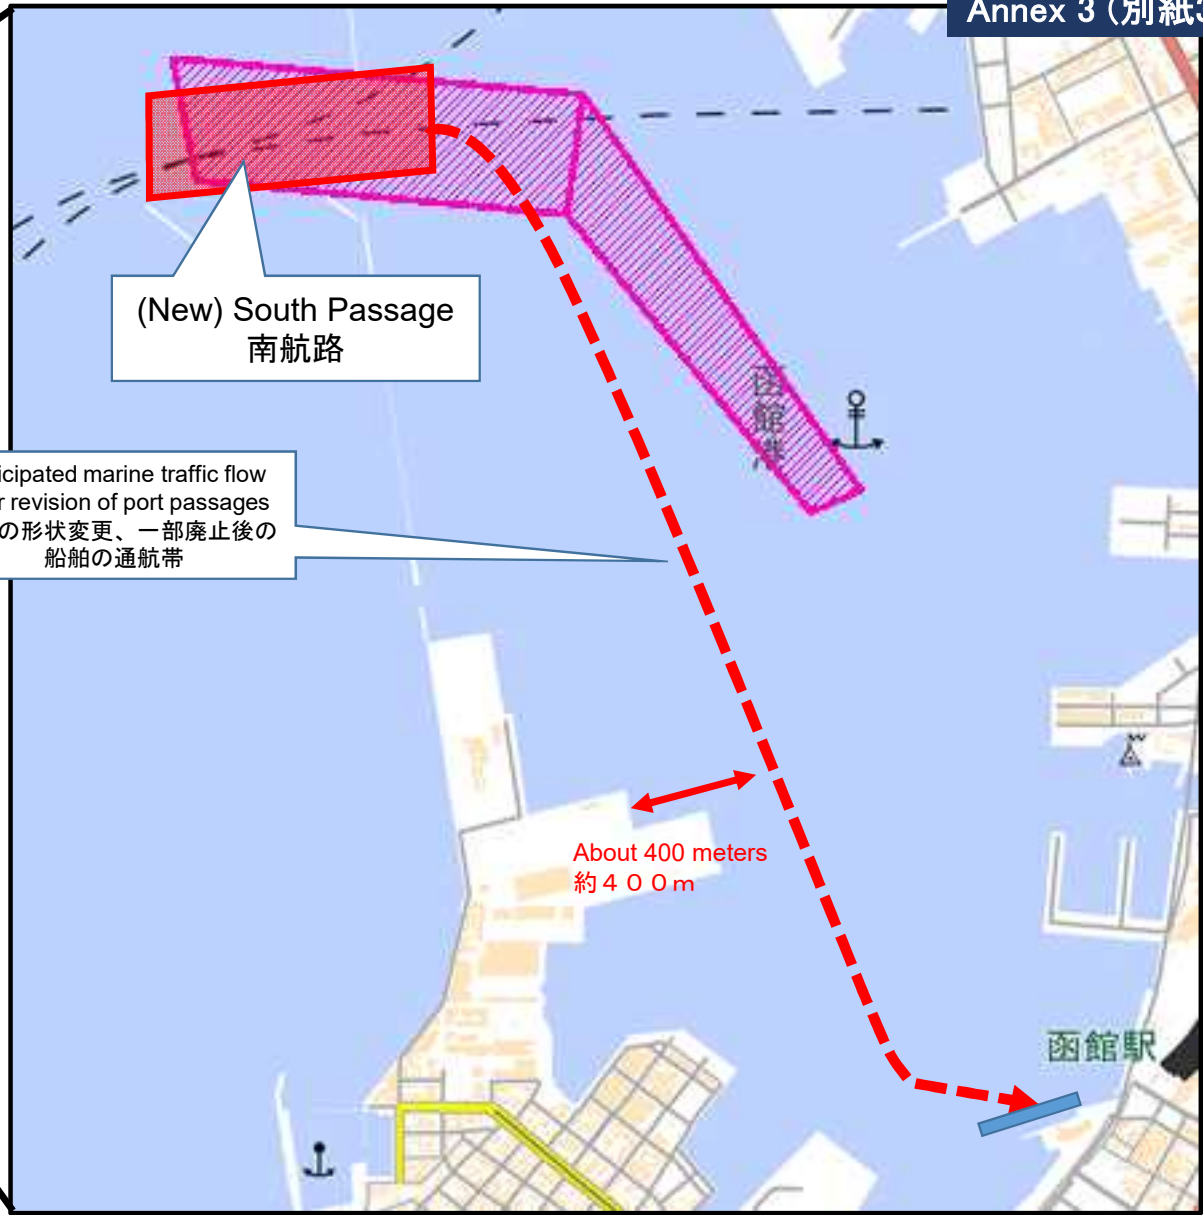 Annex 3 (別紙3
(New) South Passage
南航路
函館港
icipated marine traffic flow
r revision of port passages
の形状変更、一部廃止後の
船舶の通航帯
About 400 meters
約４００ｍ
函館駅